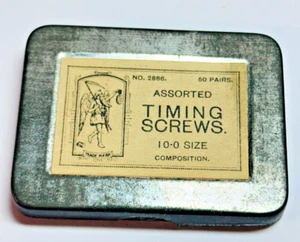 NO. 2886. 50 PAIRS.
ASSORTED
TIMING
SCREWS.
10-0 SIZE
COMPOSITION.
TRADE MARK